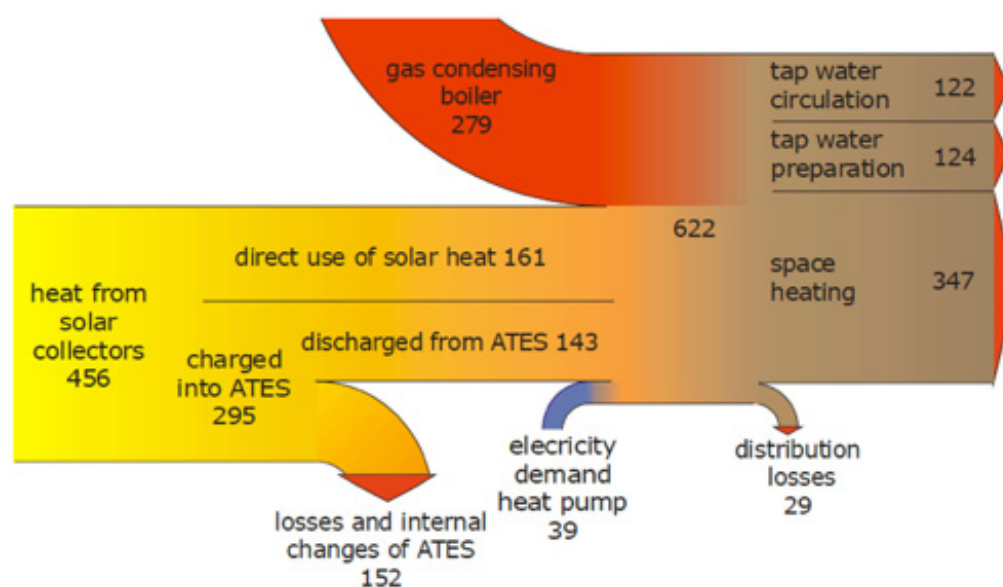 gas condensing
boiler
279
tap water
circulation
122
tap water
preparation
124
622
direct use of solar heat 161
space
heating
347
heat from
solar
collectors
456
discharged from ATES 143
charged
into ATES
295
elecricity
demand
heat pump
39
distribution
losses
29
losses and internal
changes of ATES
152